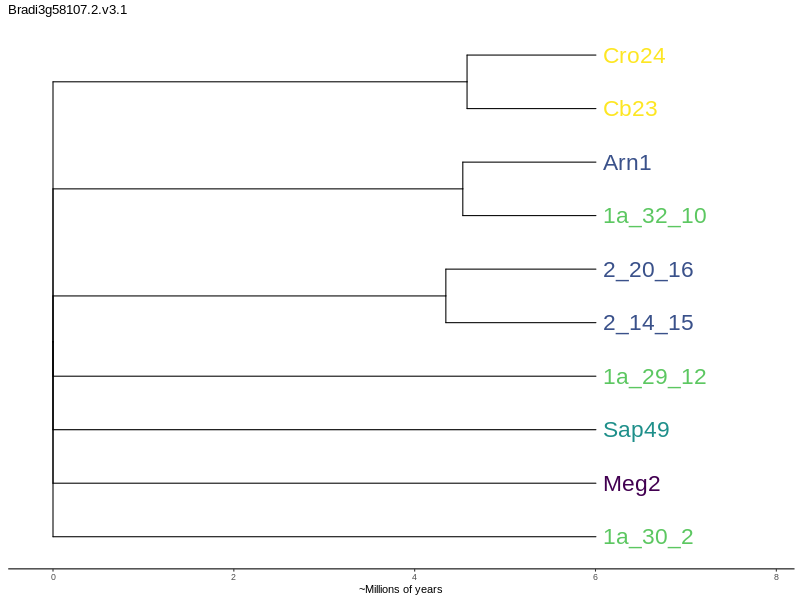 Bradi3g58107.2.v3.1
Cro24
Cb23
Arn1
1a_32_10
2_20_16
2_14_15
1a_29_12
Sap49
Meg2
1a_30_2
0 2 4 6 8
~Millions of years